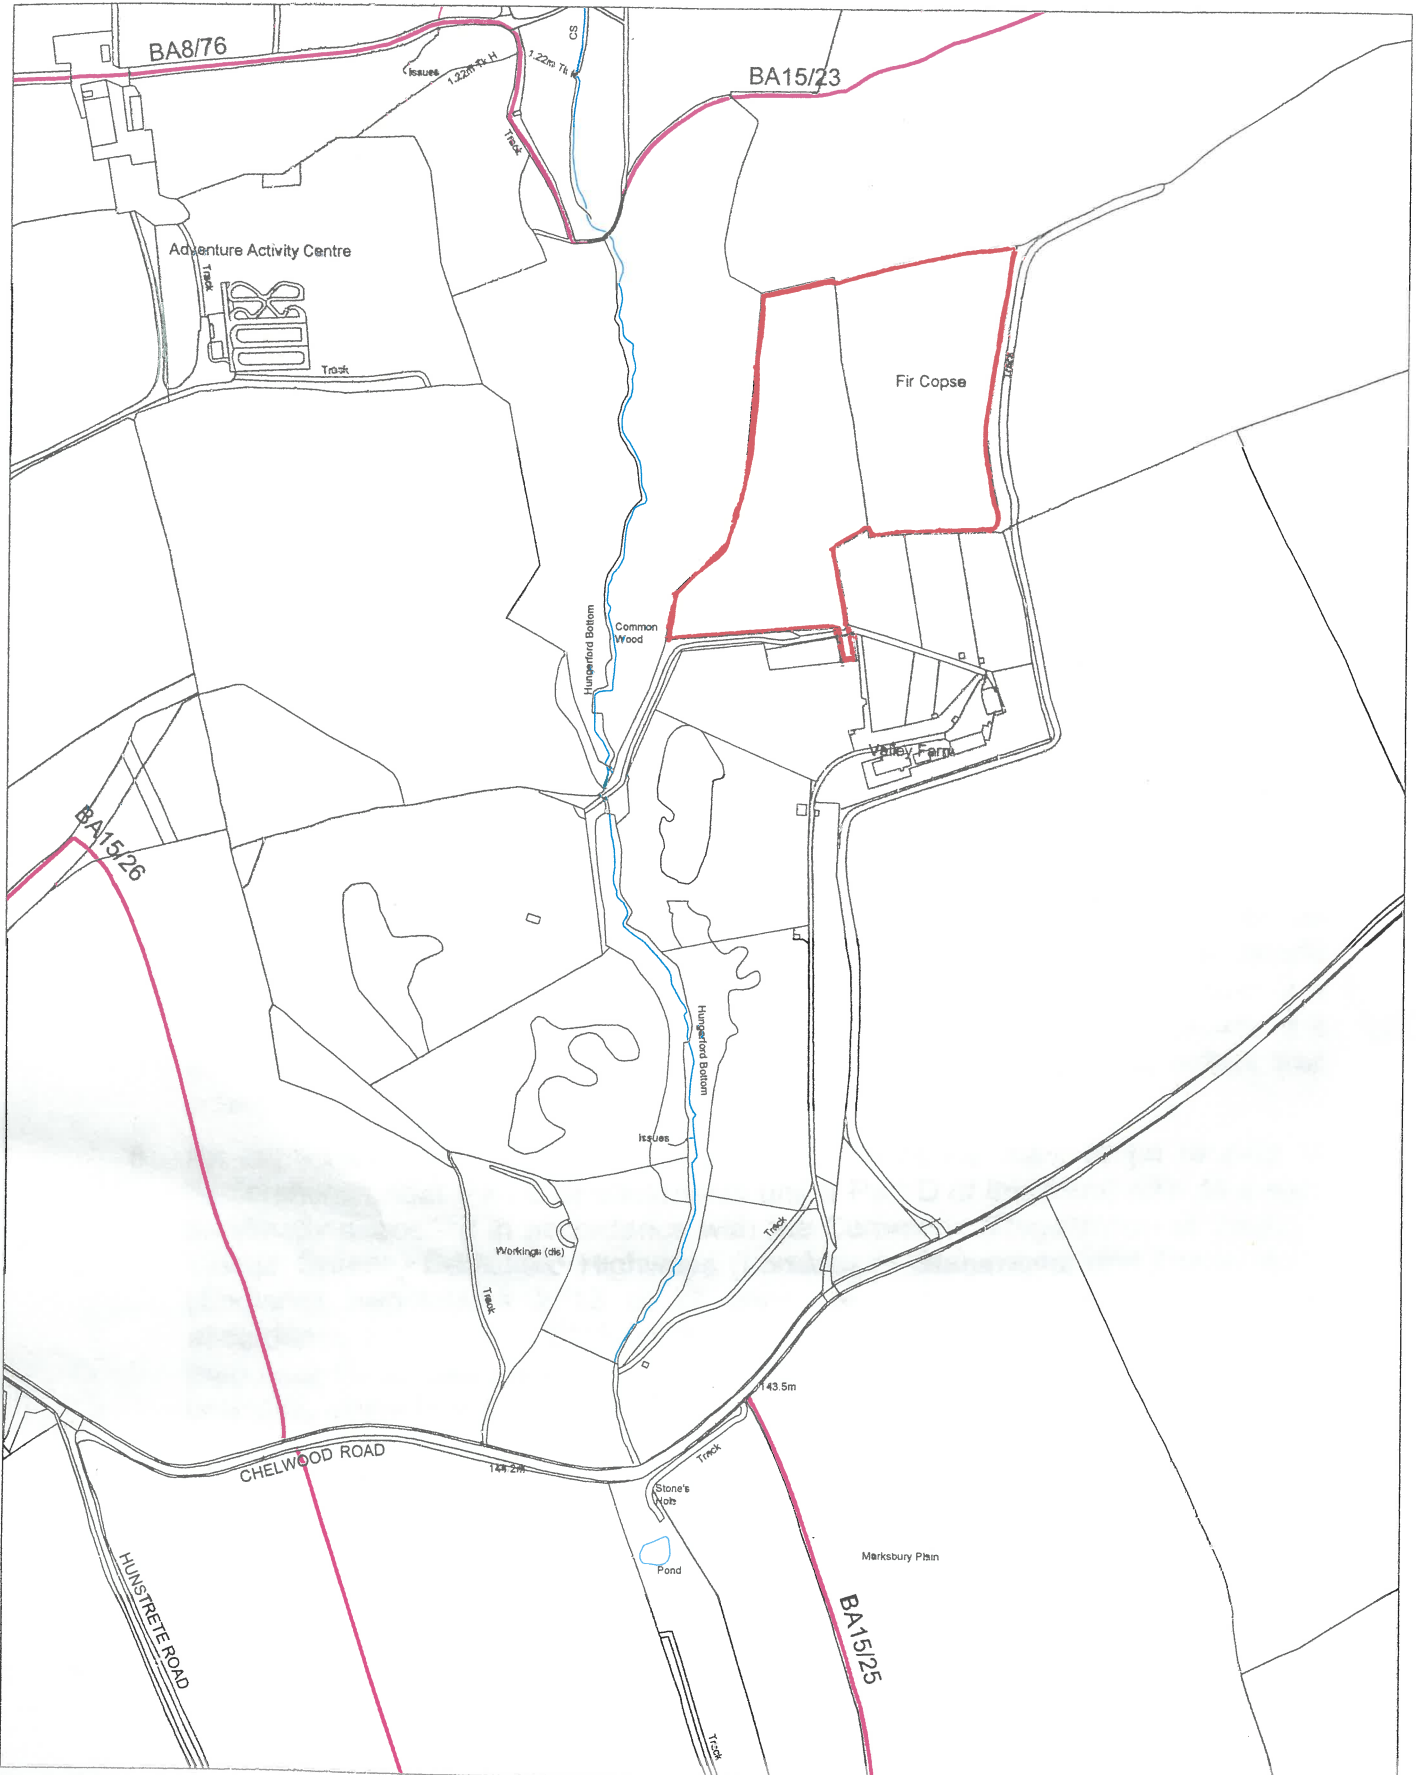 BA8/76
CS
Issues
1.22m Tk H
1.22m Tk H
BA15/23
Track
Adventure Activity Centre
Track
Track
Track
Fir Copse
Common
Wood
Hungerford Bottom
Valley Farm
BA15/26
Hungerford Bottom
Issues
Workings (dis)
Track
Track
143.5m
CHELWOOD ROAD
144.2m
Track
Stone's
Hole
Pond
Marksbury Plain
HUNSTRETE ROAD
BA15/25
Track